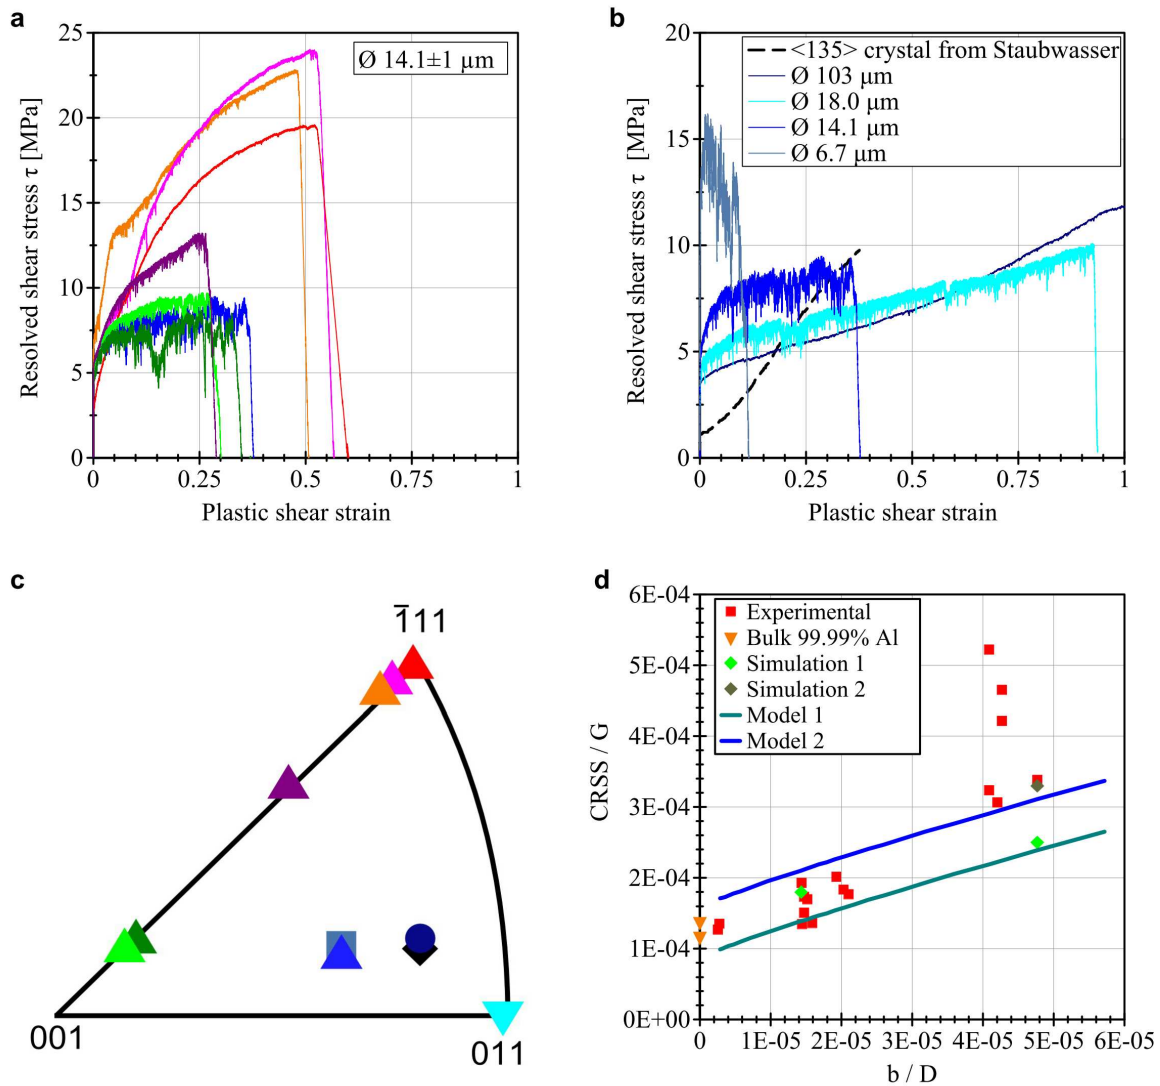 a
25
20
15
10
5
0
Resolved shear stress τ [MPa]
Ø 14.1±1 μm
0 0.25 0.5 0.75 1
Plastic shear strain
b
20
15
10
5
0
Resolved shear stress τ [MPa]
<135> crystal from Staubwasser
Ø 103 μm
Ø 18.0 μm
Ø 14.1 μm
Ø 6.7 μm
0 0.25 0.5 0.75 1
Plastic shear strain
c
1̅11
001
011
d
6E-04
5E-04
4E-04
3E-04
2E-04
1E-04
0E+00
CRSS / G
Experimental
Bulk 99.99% Al
Simulation 1
Simulation 2
Model 1
Model 2
0 1E-05 2E-05 3E-05 4E-05 5E-05 6E-05
b / D